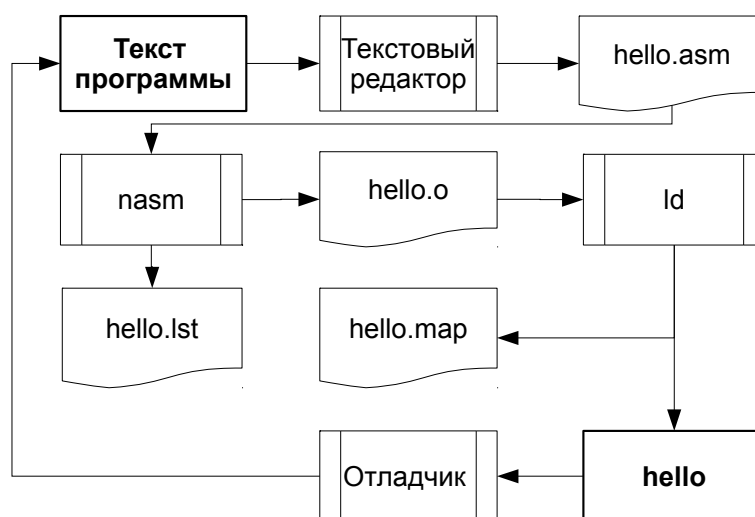 Текст
программы
Текстовый
редактор
hello.asm
nasm
hello.o
ld
hello.lst
hello.map
Отладчик
hello